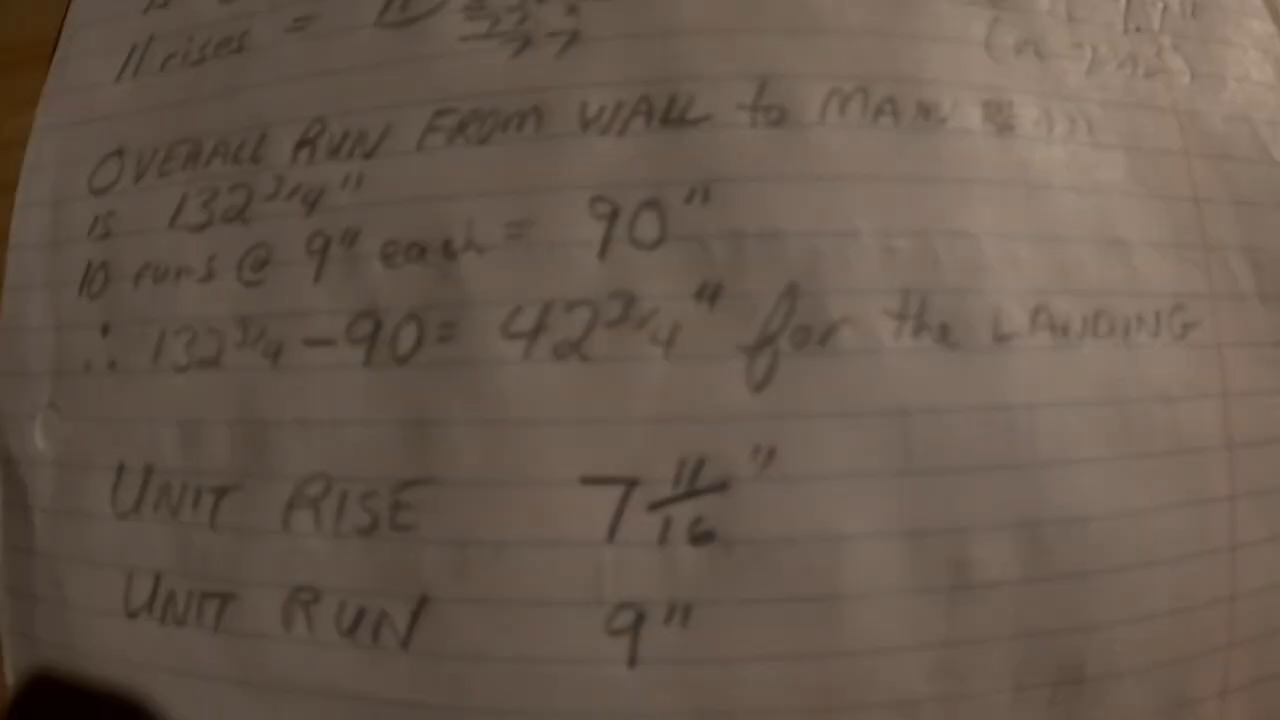 11 rises =
OVERALL RUN FROM WALL to MAX
is 132 3/4"
10 runs @ 9" each = 90"
∴ 132 3/4 - 90 = 42 3/4" for the LANDING
UNIT RISE 7 11/16"
UNIT RUN 9"